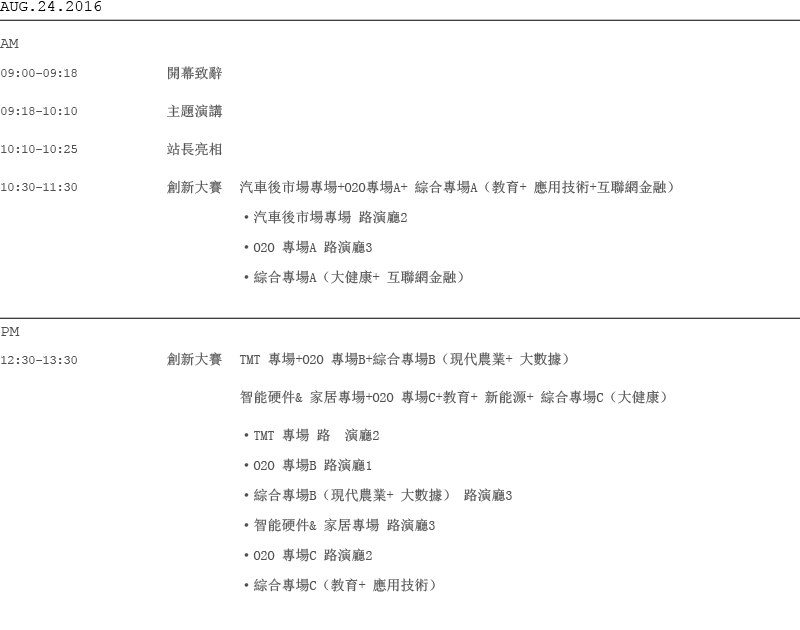 AUG.24.2016
AM
09:00-09:18 開幕致辭
09:18-10:10 主題演講
10:10-10:25 站長亮相
10:30-11:30 創新大賽 汽車後市場專場+O2O專場A+ 綜合專場A（教育+ 應用技術+互聯網金融）
・汽車後市場專場 路演廳2
・O2O 專場A 路演廳3
・綜合專場A（大健康+ 互聯網金融）
PM
12:30-13:30 創新大賽 TMT 專場+O2O 專場B+綜合專場B（現代農業+ 大數據）
智能硬件& 家居專場+O2O 專場C+教育+ 新能源+ 綜合專場C（大健康）
・TMT 專場 路 演廳2
・O2O 專場B 路演廳1
・綜合專場B（現代農業+ 大數據） 路演廳3
・智能硬件& 家居專場 路演廳3
・O2O 專場C 路演廳2
・綜合專場C（教育+ 應用技術）